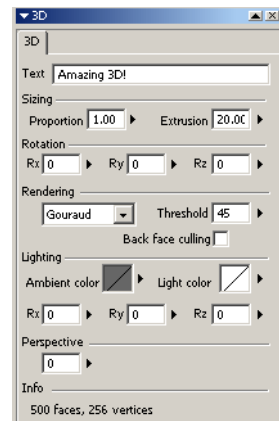 3D
3D
Text Amazing 3D!
Sizing
Proportion 1.00 Extrusion 20.00
Rotation
Rx 0 Ry 0 Rz 0
Rendering
Gouraud Threshold 45
Back face culling
Lighting
Ambient color Light color
Rx 0 Ry 0 Rz 0
Perspective
0
Info
500 faces, 256 vertices